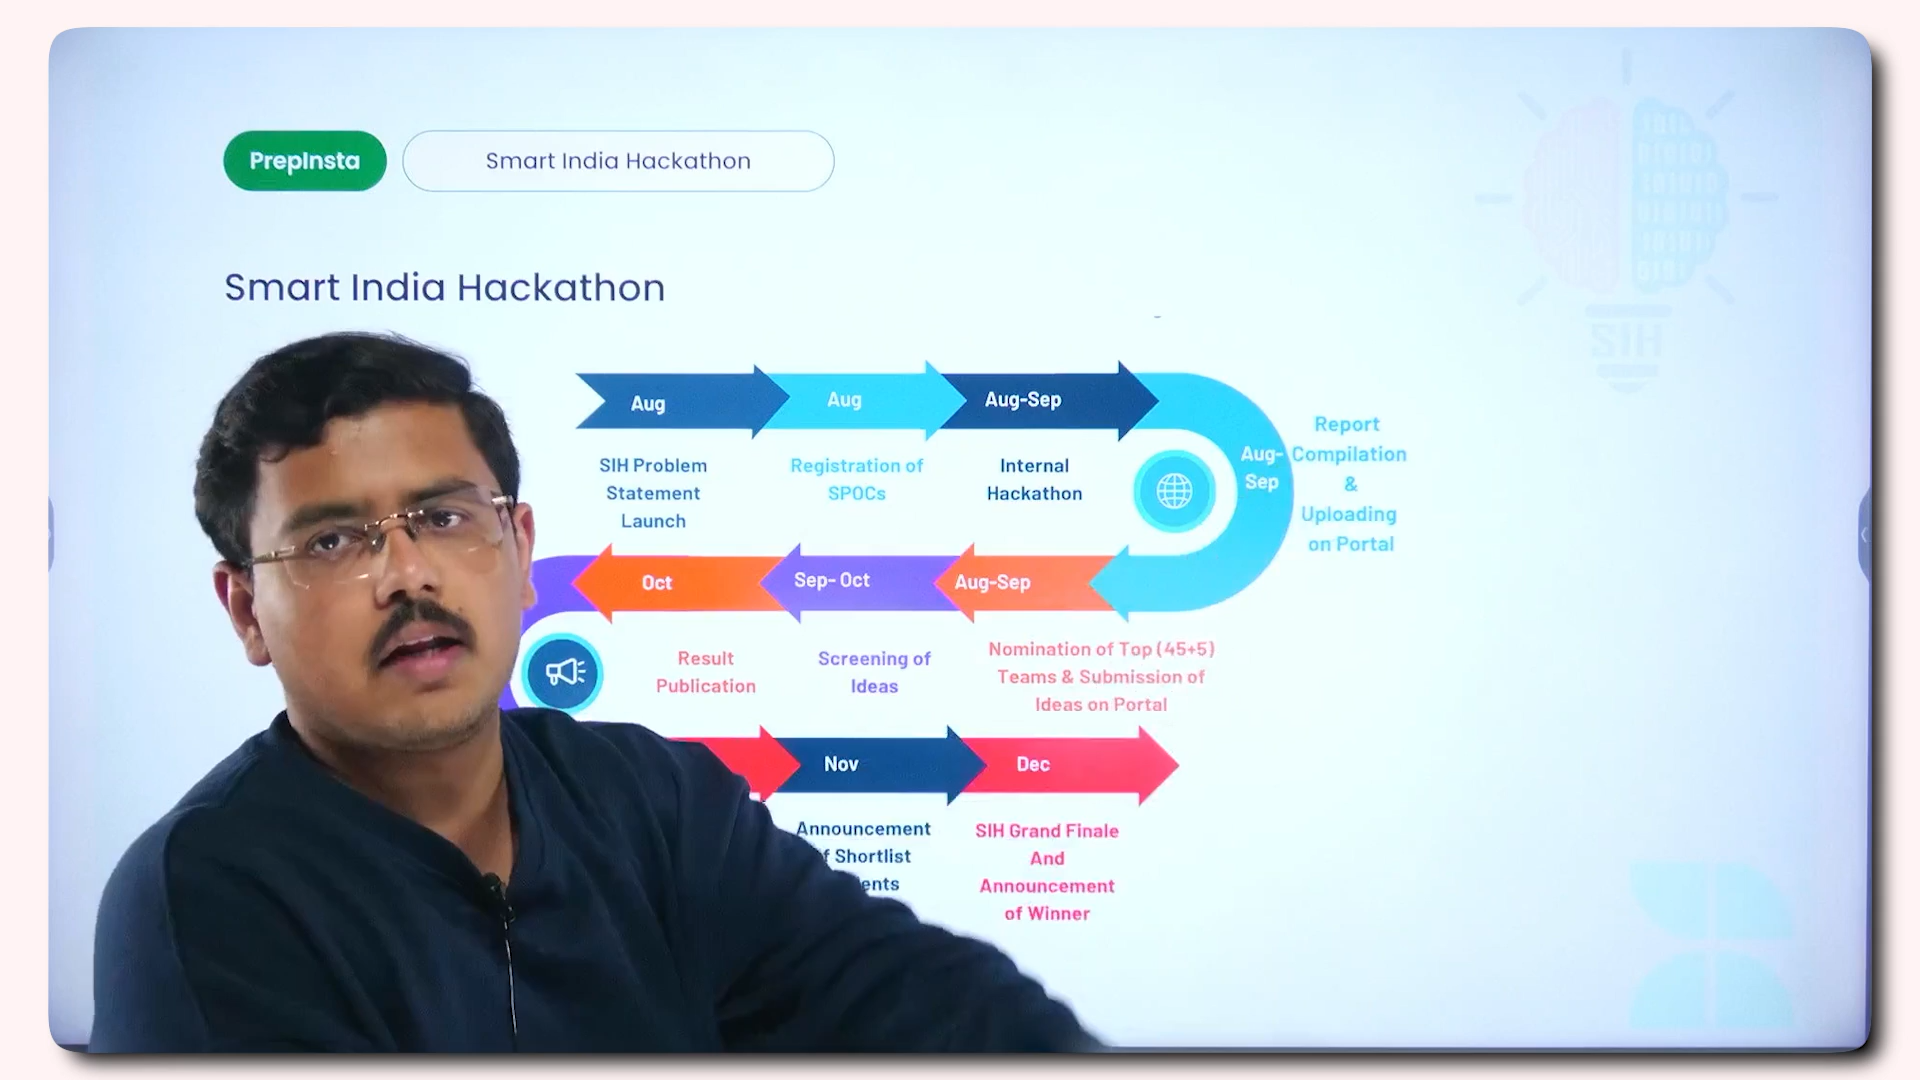 PrepInsta
Smart India Hackathon
Smart India Hackathon
Aug
Aug
Aug-Sep
SIH Problem
Statement
Launch
Registration of
SPOCs
Internal
Hackathon
Aug-
Sep
Report
Compilation
&
Uploading
on Portal
Oct
Sep- Oct
Aug-Sep
Result
Publication
Screening of
Ideas
Nomination of Top (45+5)
Teams & Submission of
Ideas on Portal
Nov
Dec
Announcement
Shortlist
SIH Grand Finale
And
Announcement
of Winner
SIH